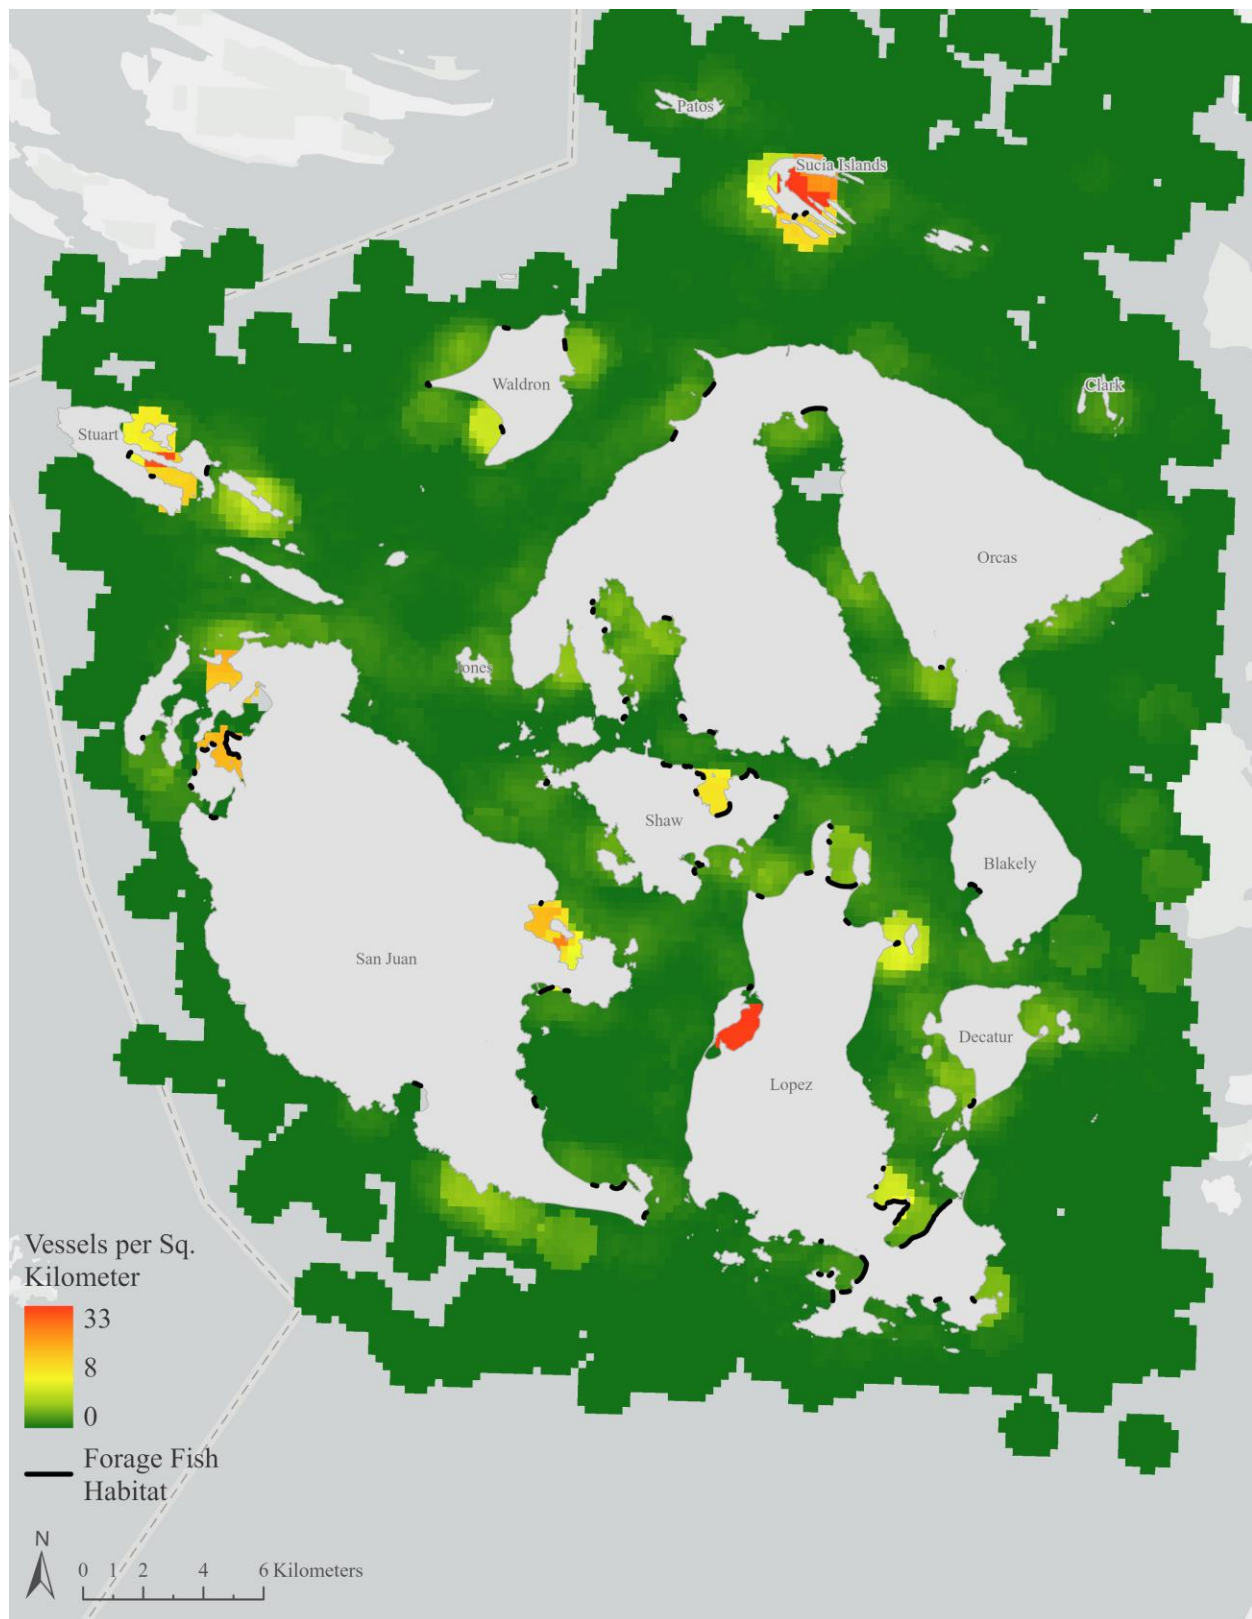 Patos
Sucia Islands
Waldron
Clark
Stuart
Orcas
Jones
Shaw
Blakely
San Juan
Decatur
Lopez
Vessels per Sq.
Kilometer
33
8
0
Forage Fish
Habitat
N
0 1 2 4 6 Kilometers